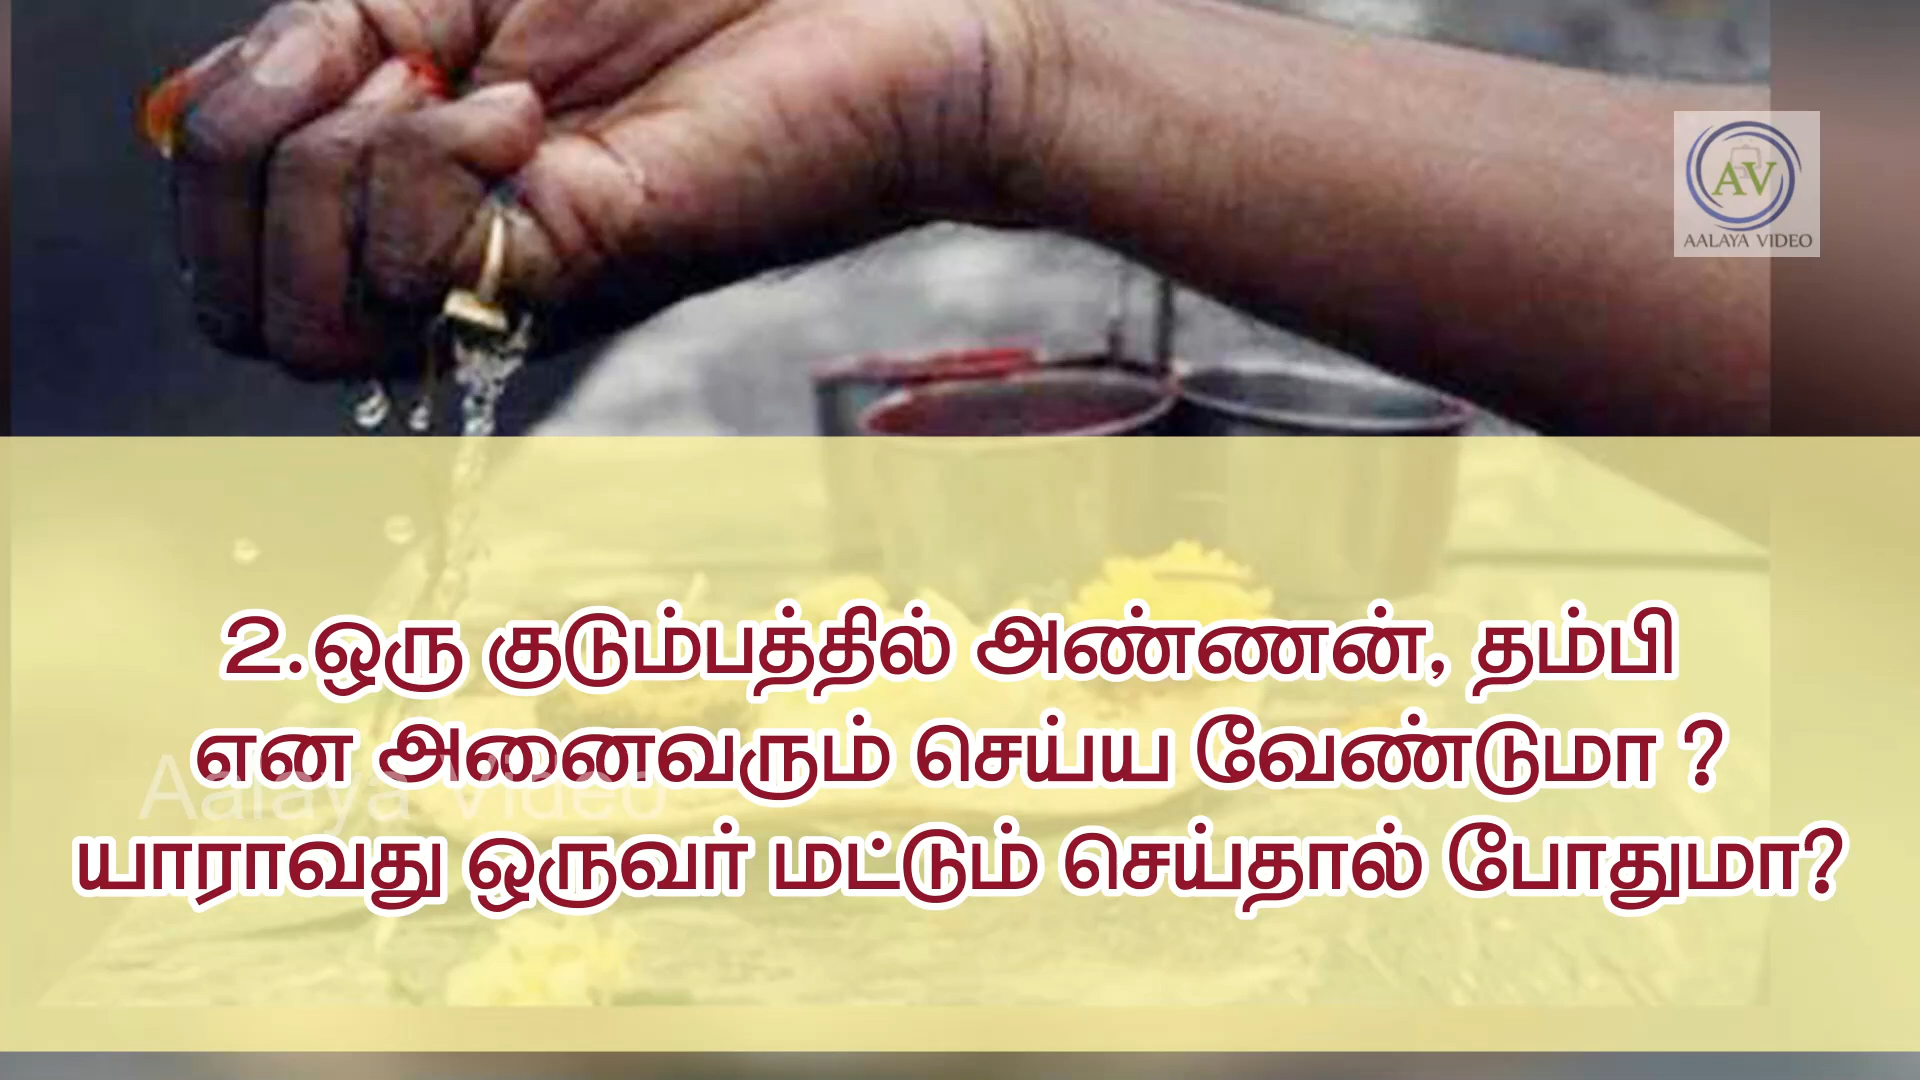 AV
AALAYA VIDEO
2.ஒரு குடும்பத்தில் அண்ணன், தம்பி
என அனைவரும் செய்ய வேண்டுமா ?
Aalaya Video
யாராவது ஒருவர் மட்டும் செய்தால் போதுமா?